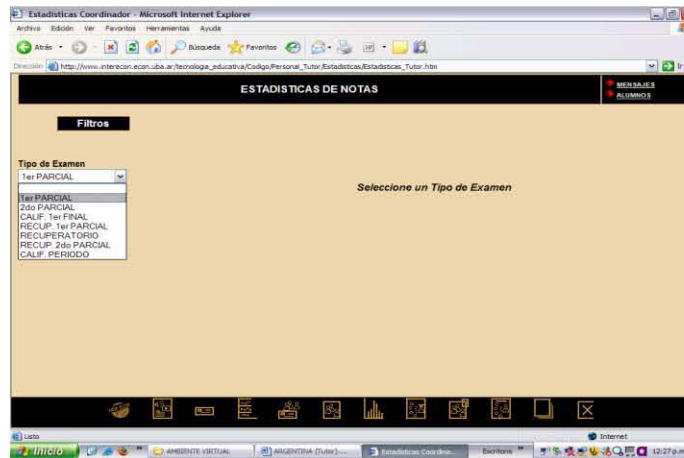 Estadisticas Coordinador - Microsoft Internet Explorer
Archivo Edición Ver Favoritos Herramientas Ayuda
Atrás Búsqueda Favoritos
Dirección http://www.interecon.econ.uba.ar/tecnologia_educativa/Codigo/Personal_Tutor/Estadisticas/Estadisticas_Tutor.htm Ir
ESTADISTICAS DE NOTAS
MENSAJES
ALUMNOS
Filtros
Tipo de Examen
1er PARCIAL
Seleccione un Tipo de Examen
1er PARCIAL
2do PARCIAL
CALIF. 1er FINAL
RECUP. 1er PARCIAL
RECUPERATORIO
RECUP. 2do PARCIAL
CALIF. PERIODO
Listo Internet
Inicio AMBIENTE VIRTUAL ARGENTINA (Tutor)-... Estadisticas Coordina... Escritorio 12:27 p.m.